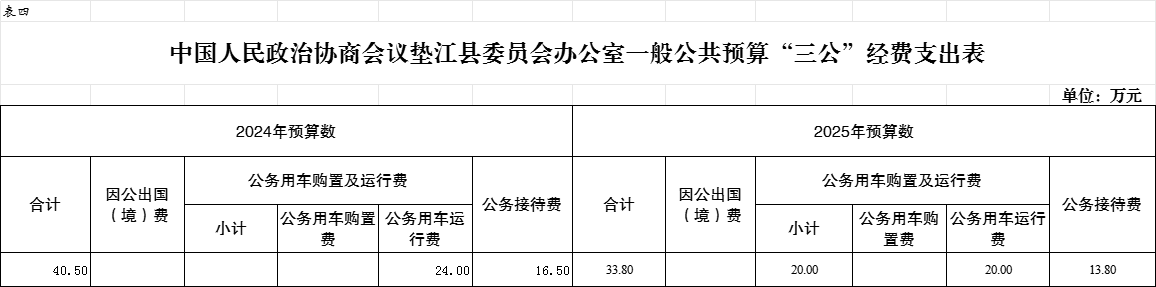 表四
中国人民政治协商会议垫江县委员会办公室一般公共预算“三公”经费支出表
单位：万元
2024年预算数 2025年预算数
合计 因公出国（境）费 公务用车购置及运行费 公务接待费 合计 因公出国（境）费 公务用车购置及运行费 公务接待费
小计 公务用车购置费 公务用车运行费 小计 公务用车购置费 公务用车运行费
40.50 24.00 16.50 33.80 20.00 20.00 13.80